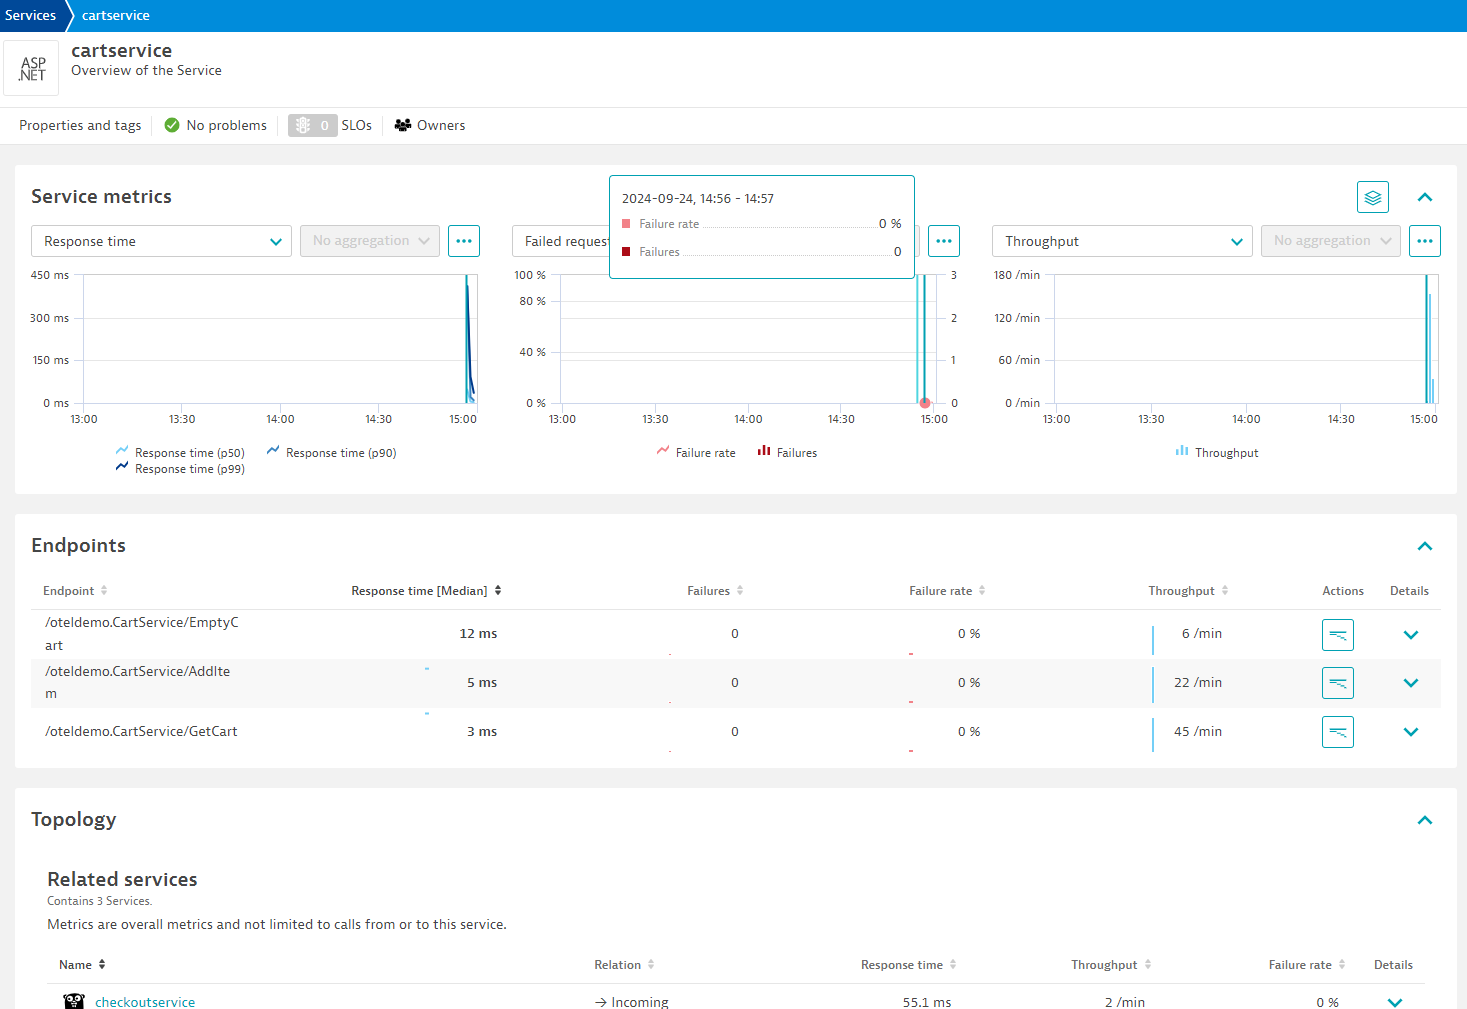 Services
cartservice
ASP
.NET
cartservice
Overview of the Service
Properties and tags
No problems
0 SLOs
Owners
Service metrics
2024-09-24, 14:56 - 14:57
Failure rate 0 %
Failures 0
Response time
No aggregation
Failed request
Throughput
No aggregation
450 ms
300 ms
150 ms
0 ms
13:00 13:30 14:00 14:30 15:00
Response time (p50) Response time (p90)
Response time (p99)
100 % 3
80 %
2
40 % 1
0 % 0
13:00 13:30 14:00 14:30 15:00
Failure rate Failures
180 /min
120 /min
60 /min
0 /min
13:00 13:30 14:00 14:30 15:00
Throughput
Endpoints
Endpoint Response time [Median] Failures Failure rate Throughput Actions Details
/oteldemo.CartService/EmptyC
art
12 ms 0 0 % 6 /min
/oteldemo.CartService/AddIte
m
5 ms 0 0 % 22 /min
/oteldemo.CartService/GetCart 3 ms 0 0 % 45 /min
Topology
Related services
Contains 3 Services.
Metrics are overall metrics and not limited to calls from or to this service.
Name Relation Response time Throughput Failure rate Details
checkoutservice → Incoming 55.1 ms 2 /min 0 %